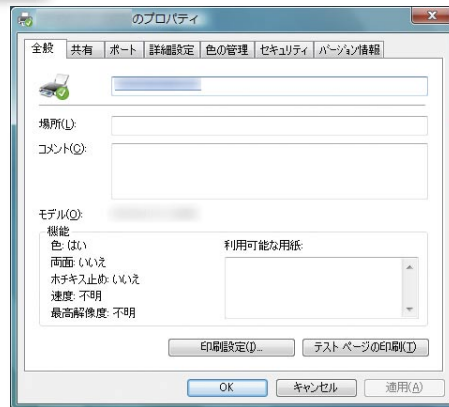 のプロパティ
全般 共有 ポート 詳細設定 色の管理 セキュリティ バージョン情報
場所(L):
コメント(C):
モデル(O):
機能
色: はい
利用可能な用紙:
両面: いいえ
ホチキス止め: いいえ
速度: 不明
最高解像度: 不明
印刷設定(I)... テスト ページの印刷(T)
OK キャンセル 適用(A)